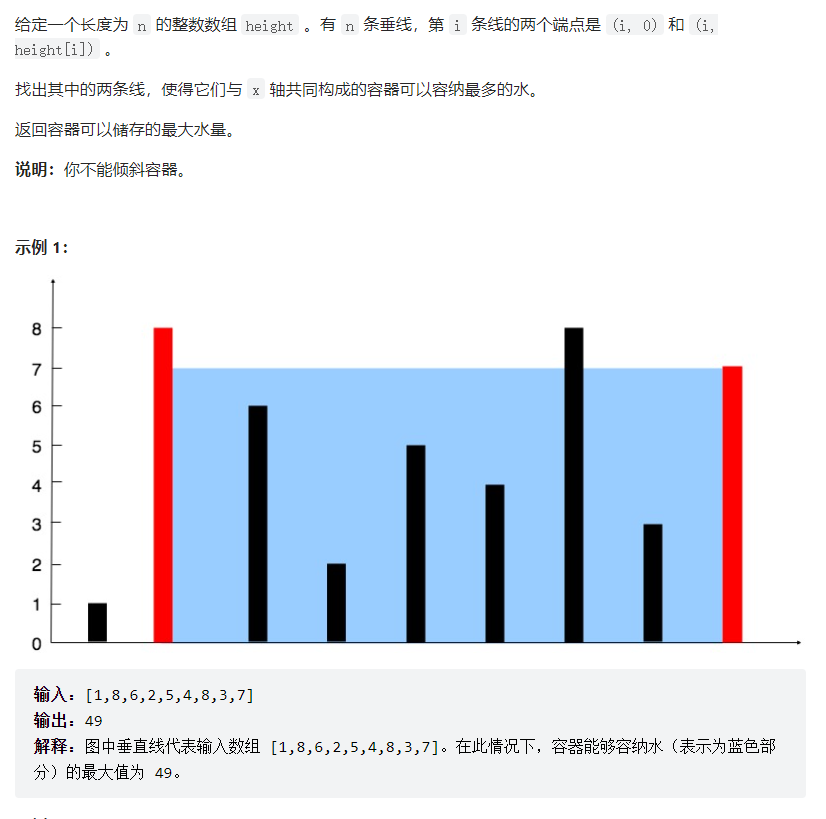 给定一个长度为 n 的整数数组 height 。有 n 条垂线，第 i 条线的两个端点是 (i, 0) 和 (i,
height[i]) 。
找出其中的两条线，使得它们与 x 轴共同构成的容器可以容纳最多的水。
返回容器可以储存的最大水量。
说明：你不能倾斜容器。
示例 1：
8
7
6
5
4
3
2
1
0
输入：[1,8,6,2,5,4,8,3,7]
输出：49
解释：图中垂直线代表输入数组 [1,8,6,2,5,4,8,3,7]。在此情况下，容器能够容纳水（表示为蓝色部
分）的最大值为 49。